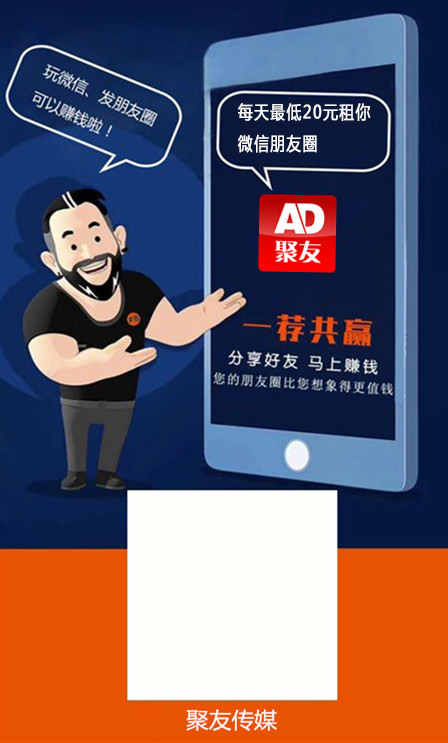 玩微信、发朋友圈
可以赚钱啦！
每天最低20元租你
微信朋友圈
AD
聚友
一荐共赢
分享好友 马上赚钱
您的朋友圈比您想象得更值钱
聚友传媒